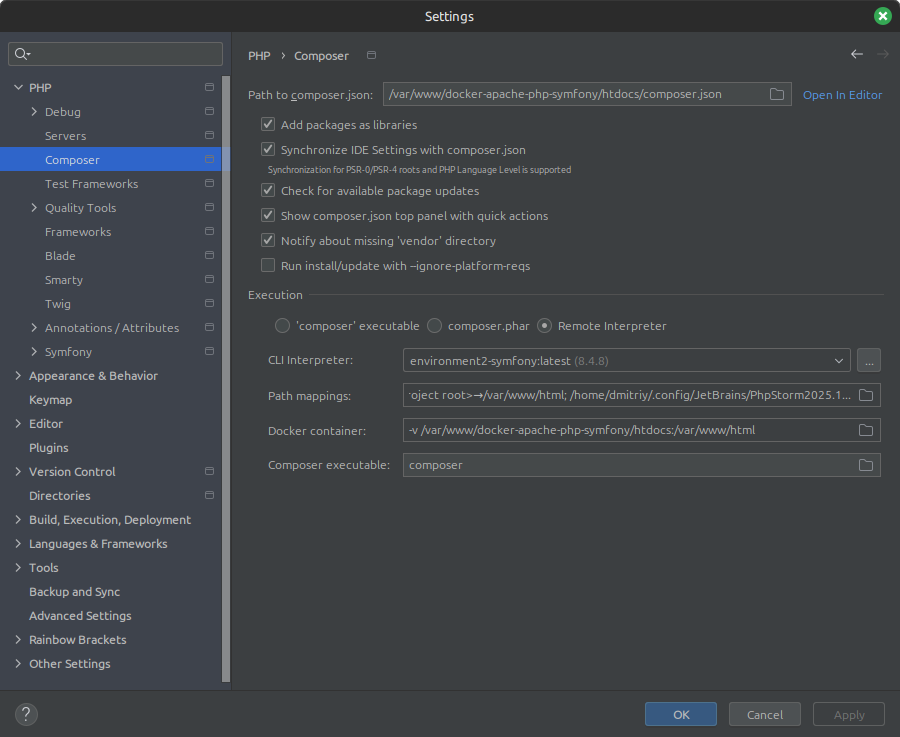 Settings
PHP › Composer
PHP
Debug
Servers
Composer
Test Frameworks
Quality Tools
Frameworks
Blade
Smarty
Twig
Annotations / Attributes
Symfony
Appearance & Behavior
Keymap
Editor
Plugins
Version Control
Directories
Build, Execution, Deployment
Languages & Frameworks
Tools
Backup and Sync
Advanced Settings
Rainbow Brackets
Other Settings
Path to composer.json: /var/www/docker-apache-php-symfony/htdocs/composer.json Open In Editor
Add packages as libraries
Synchronize IDE Settings with composer.json
Synchronization for PSR-0/PSR-4 roots and PHP Language Level is supported
Check for available package updates
Show composer.json top panel with quick actions
Notify about missing 'vendor' directory
Run install/update with --ignore-platform-reqs
Execution
'composer' executable composer.phar Remote Interpreter
CLI Interpreter: environment2-symfony:latest (8.4.8) ...
Path mappings: roject root>→/var/www/html; /home/dmitriy/.config/JetBrains/PhpStorm2025.1...
Docker container: -v /var/www/docker-apache-php-symfony/htdocs:/var/www/html
Composer executable: composer
? OK Cancel Apply